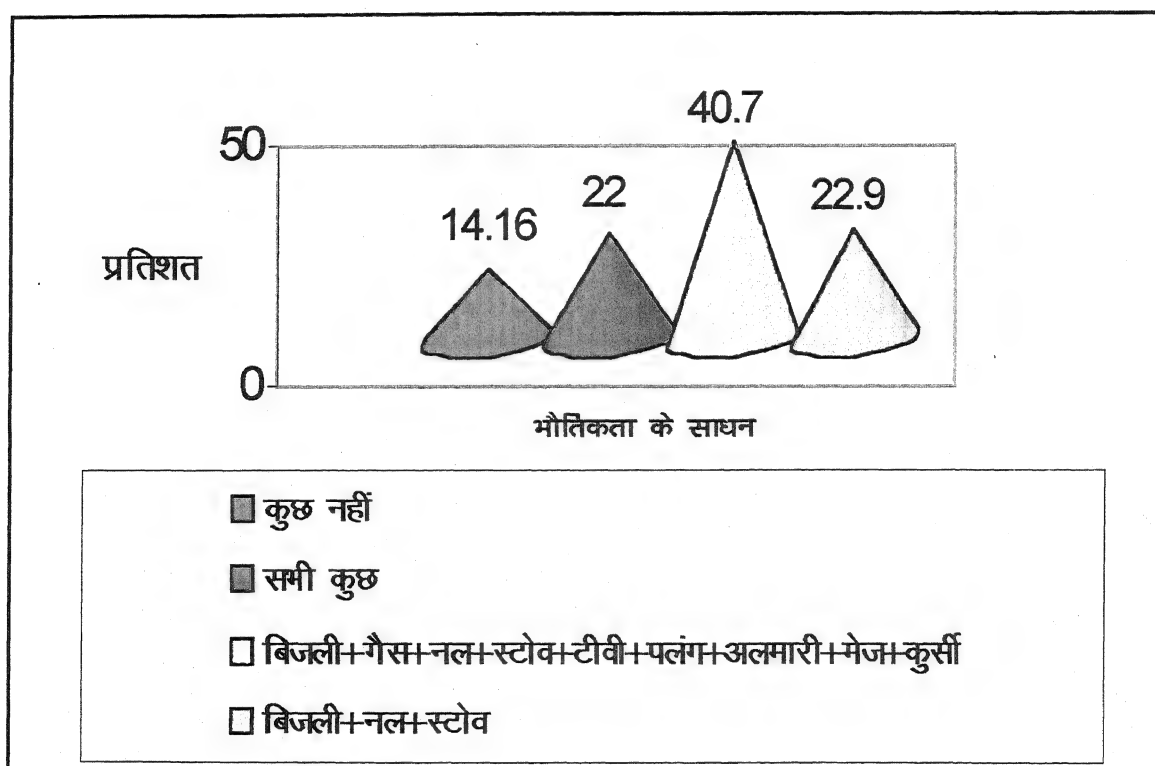 40.7
50
22
22.9
14.16
प्रतिशत
0
भौतिकता के साधन
कुछ नहीं
सभी कुछ
बिजली+गैस+नल+स्टोव+टीवी+पलंग+अलमारी+मेज+कुर्सी
बिजली+नल+स्टोव